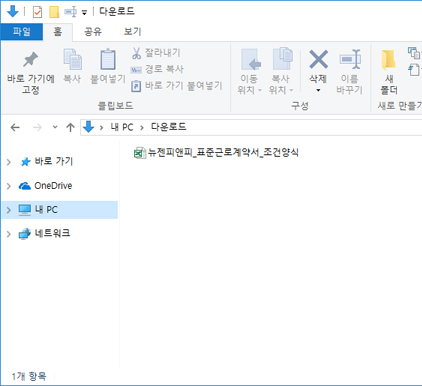 다운로드
파일 홈 공유 보기
바로 가기에 고정
복사
붙여넣기
잘라내기
경로 복사
바로 가기 붙여넣기
이동 위치
복사 위치
삭제
이름 바꾸기
새 폴더
클립보드
구성
새로 만들기
내 PC > 다운로드
바로 가기
OneDrive
내 PC
네트워크
뉴젠피앤피_표준근로계약서_조건양식
1개 항목